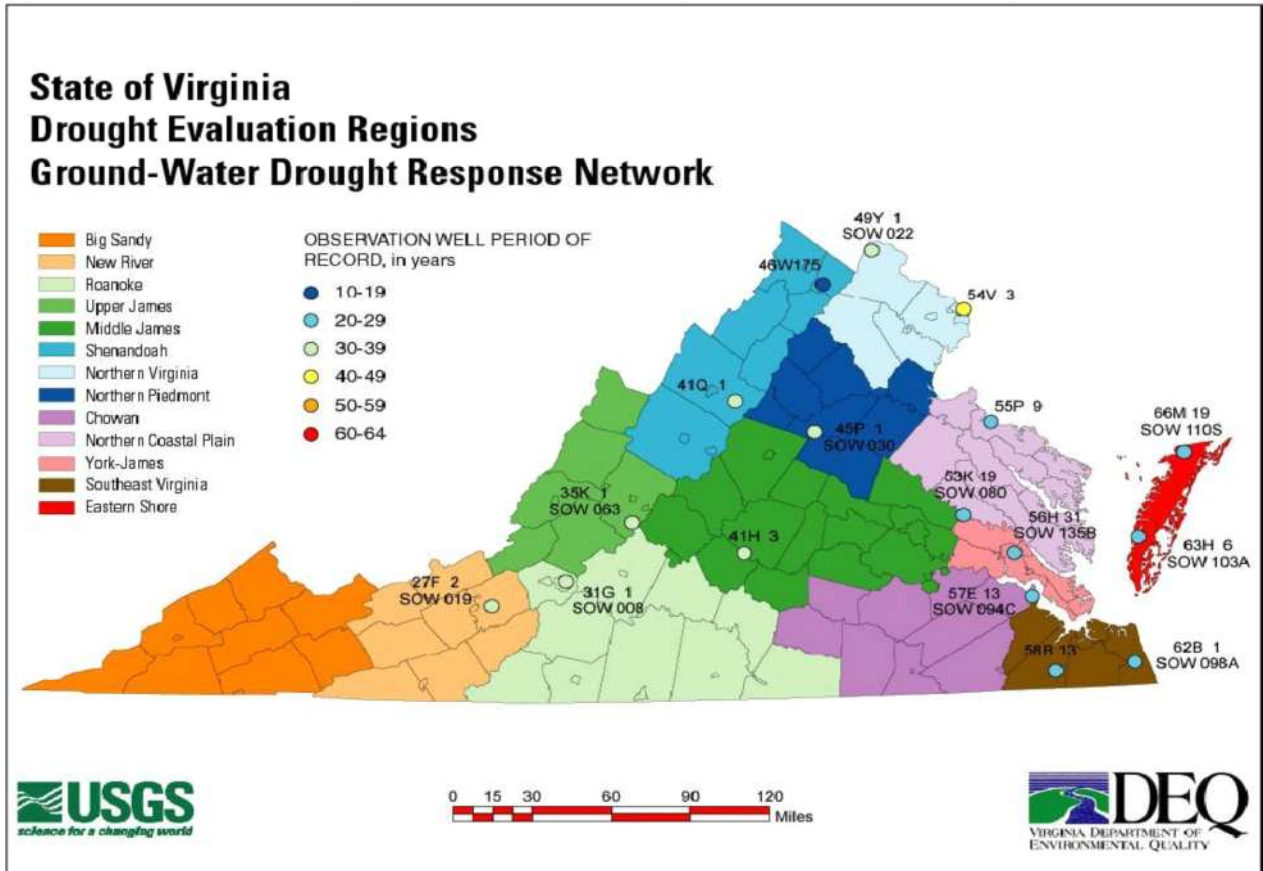 State of Virginia
Drought Evaluation Regions
Ground-Water Drought Response Network
Big Sandy
New River
Roanoke
Upper James
Middle James
Shenandoah
Northern Virginia
Northern Piedmont
Chowan
Northern Coastal Plain
York-James
Southeast Virginia
Eastern Shore
OBSERVATION WELL PERIOD OF
RECORD, in years
10-19
20-29
30-39
40-49
50-59
60-64
49Y 1
SOW 022
46W175
54V 3
41Q 1
45P 1
SOW 030
55P 9
66M 19
SOW 110S
53K 19
SOW 080
35K 1
SOW 063
56H 31
SOW 135B
41H 3
63H 6
SOW 103A
27F 2
SOW 019
31G 1
SOW 008
57E 13
SOW 094C
58B 13
62B 1
SOW 098A
USGS
science for a changing world
0 15 30 60 90 120
Miles
DEQ
VIRGINIA DEPARTMENT OF
ENVIRONMENTAL QUALITY